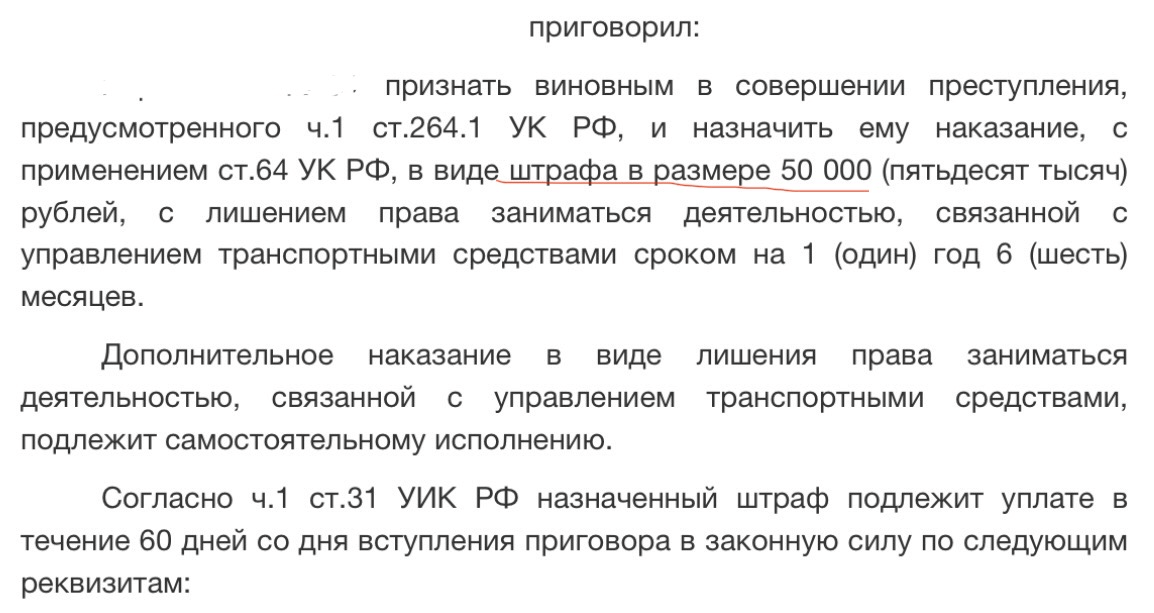 приговорил:
признать виновным в совершении преступления,
предусмотренного ч.1 ст.264.1 УК РФ, и назначить ему наказание, с
применением ст.64 УК РФ, в виде штрафа в размере 50 000 (пятьдесят тысяч)
рублей, с лишением права заниматься деятельностью, связанной с
управлением транспортными средствами сроком на 1 (один) год 6 (шесть)
месяцев.
Дополнительное наказание в виде лишения права заниматься
деятельностью, связанной с управлением транспортными средствами,
подлежит самостоятельному исполнению.
Согласно ч.1 ст.31 УИК РФ назначенный штраф подлежит уплате в
течение 60 дней со дня вступления приговора в законную силу по следующим
реквизитам: